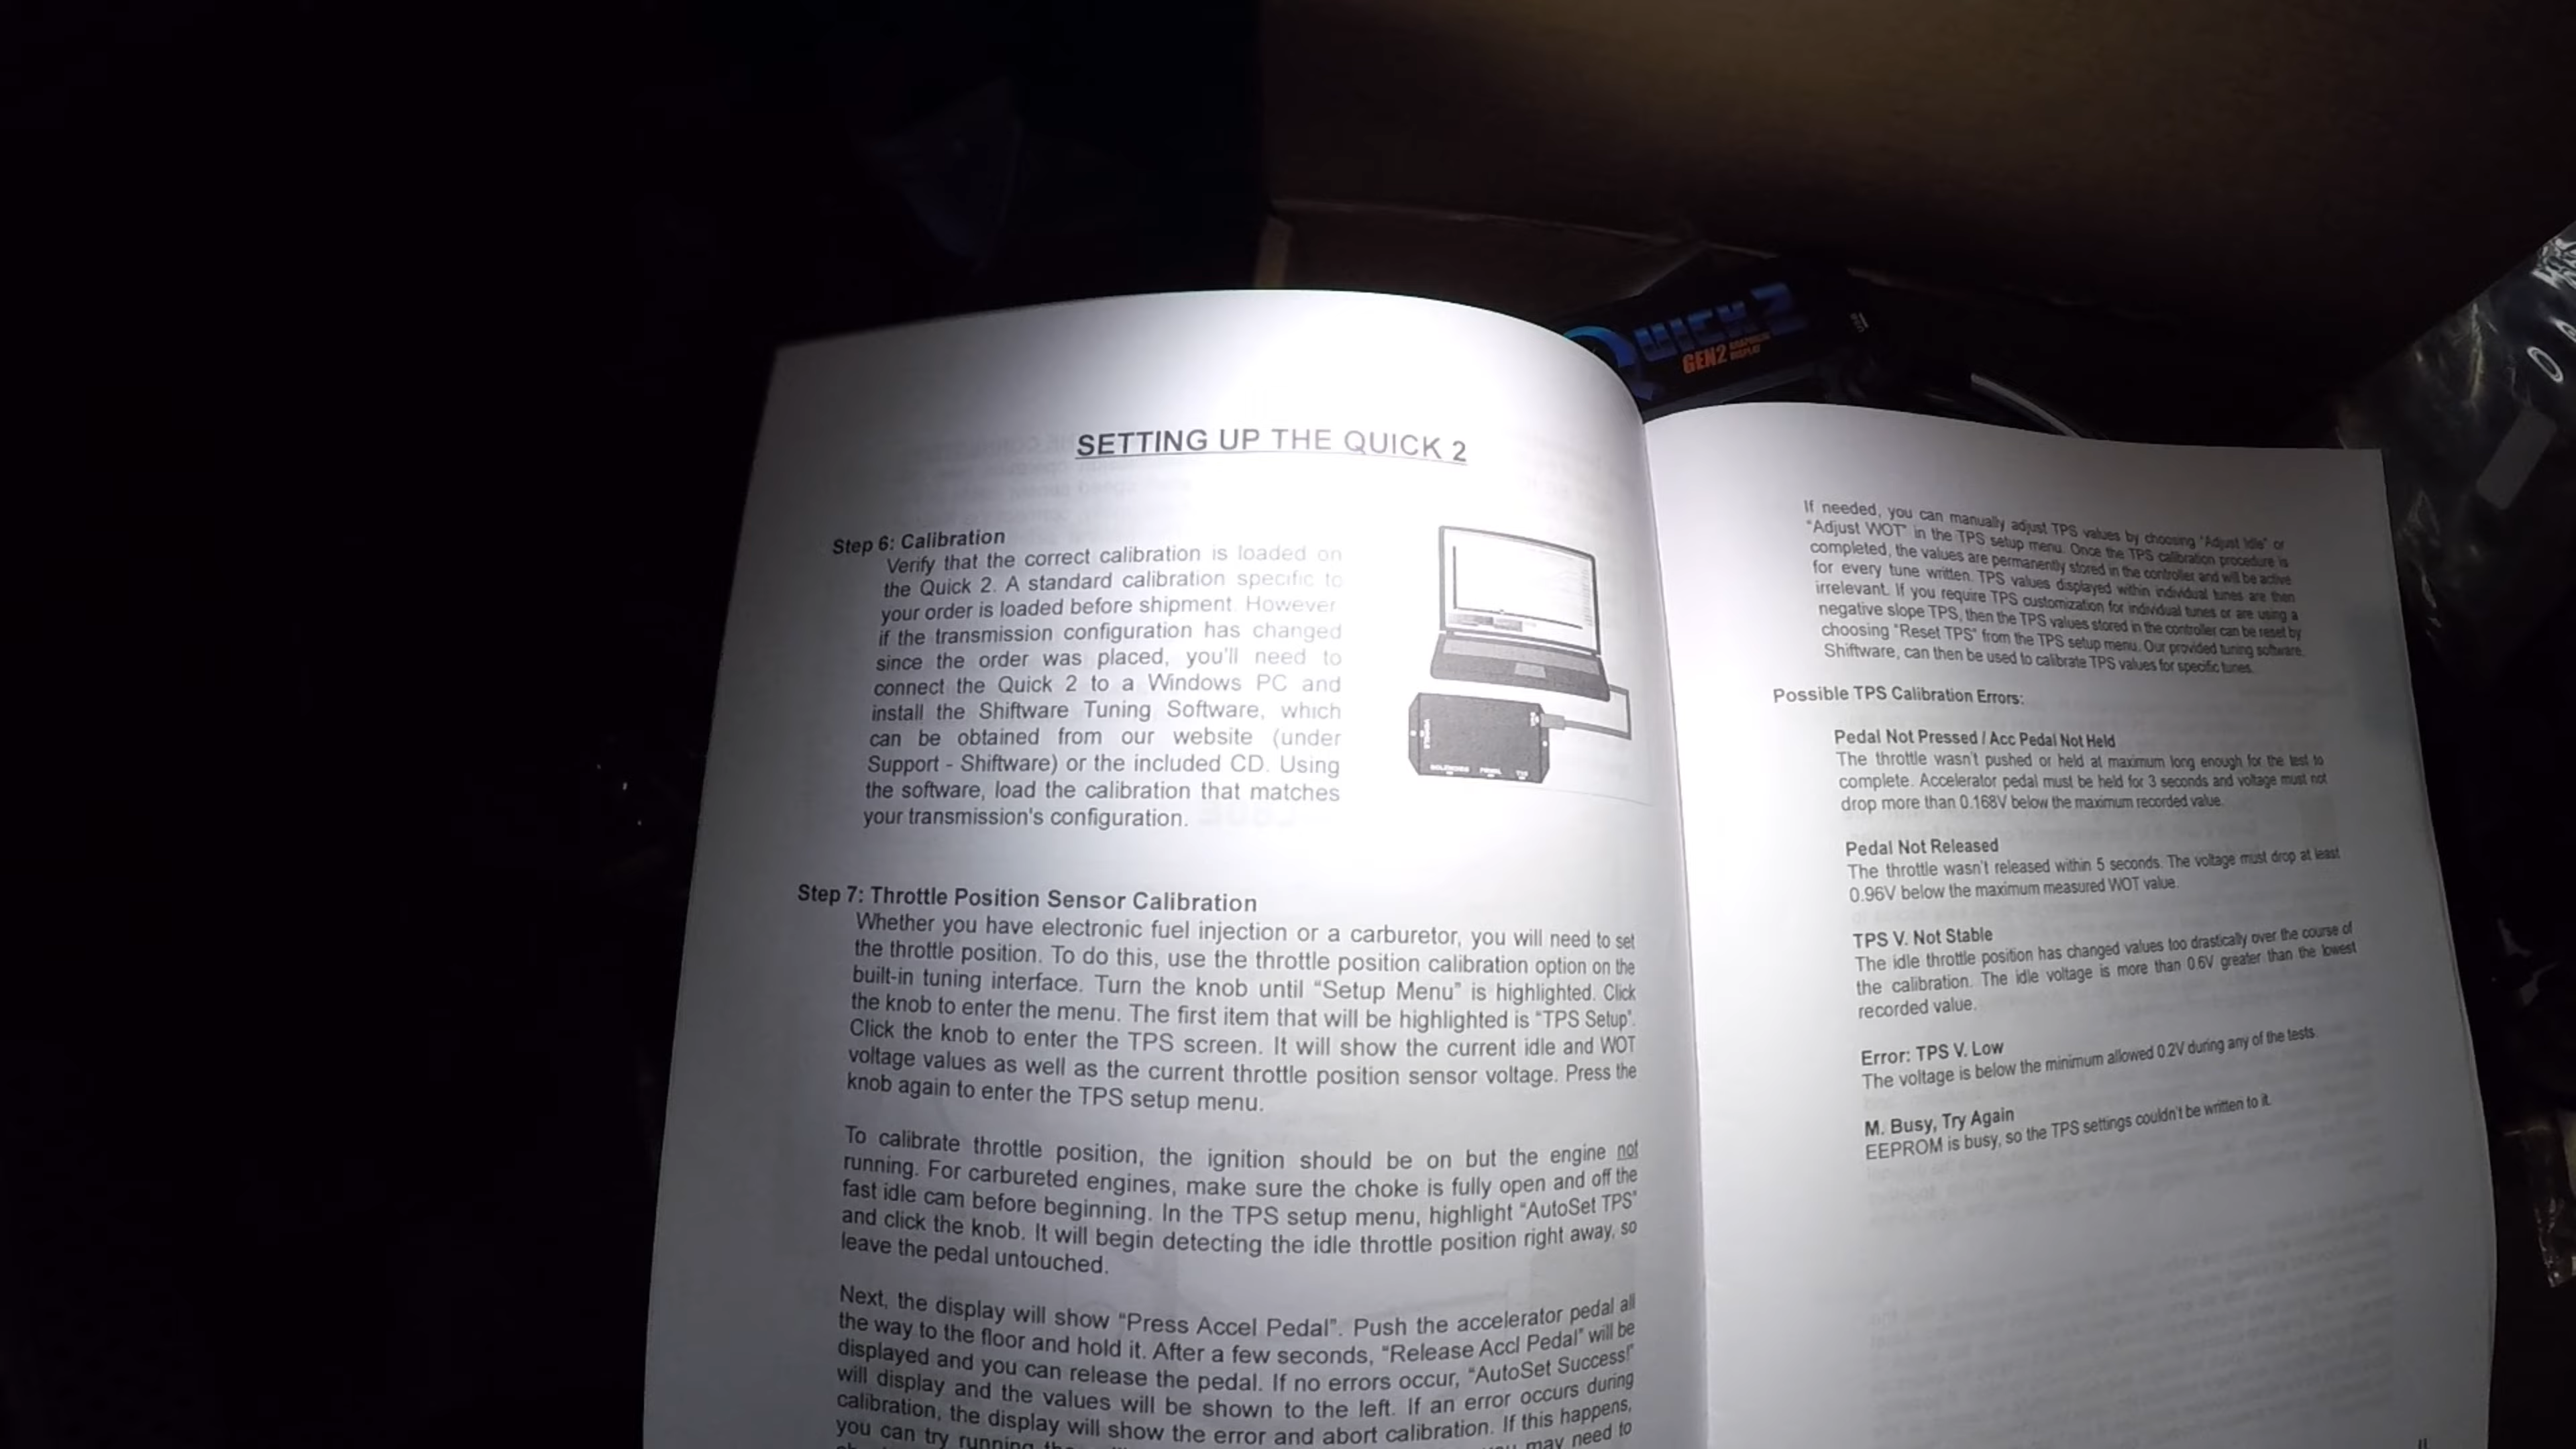 QUICK 2
GEN2 GRAPHICAL
DISPLAY
SETTING UP THE QUICK 2
Step 6: Calibration
Verify that the correct calibration is loaded on
the Quick 2. A standard calibration specific to
your order is loaded before shipment. However
if the transmission configuration has changed
since the order was placed, you'll need to
connect the Quick 2 to a Windows PC and
install the Shiftware Tuning Software, which
can be obtained from our website (under
Support - Shiftware) or the included CD. Using
the software, load the calibration that matches
your transmission's configuration.
Step 7: Throttle Position Sensor Calibration
Whether you have electronic fuel injection or a carburetor, you will need to set
the throttle position. To do this, use the throttle position calibration option on the
built-in tuning interface. Turn the knob until “Setup Menu” is highlighted. Click
the knob to enter the menu. The first item that will be highlighted is “TPS Setup”.
Click the knob to enter the TPS screen. It will show the current idle and WOT
voltage values as well as the current throttle position sensor voltage. Press the
knob again to enter the TPS setup menu.
To calibrate throttle position, the ignition should be on but the engine not
running. For carbureted engines, make sure the choke is fully open and off the
fast idle cam before beginning. In the TPS setup menu, highlight “AutoSet TPS”
and click the knob. It will begin detecting the idle throttle position right away, so
leave the pedal untouched.
Next, the display will show “Press Accel Pedal”. Push the accelerator pedal all
the way to the floor and hold it. After a few seconds, “Release Accl Pedal” will be
displayed and you can release the pedal. If no errors occur, “AutoSet Success!”
will display and the values will be shown to the left. If an error occurs during
calibration, the display will show the error and abort calibration. If this happens,
you can try running may need to
If needed, you can manually adjust TPS values by choosing “Adjust Idle” or
“Adjust WOT” in the TPS setup menu. Once the TPS calibration procedure is
completed, the values are permanently stored in the controller and will be active
for every tune written. TPS values displayed within individual tunes are then
irrelevant. If you require TPS customization for individual tunes or are using a
negative slope TPS, then the TPS values stored in the controller can be reset by
choosing “Reset TPS” from the TPS setup menu. Our provided tuning software,
Shiftware, can then be used to calibrate TPS values for specific tunes.
Possible TPS Calibration Errors:
Pedal Not Pressed / Acc Pedal Not Held
The throttle wasn't pushed or held at maximum long enough for the test to
complete. Accelerator pedal must be held for 3 seconds and voltage must not
drop more than 0.168V below the maximum recorded value.
Pedal Not Released
The throttle wasn't released within 5 seconds. The voltage must drop at least
0.96V below the maximum measured WOT value.
TPS V. Not Stable
The idle throttle position has changed values too drastically over the course of
the calibration. The idle voltage is more than 0.6V greater than the lowest
recorded value.
Error: TPS V. Low
The voltage is below the minimum allowed 0.2V during any of the tests.
M. Busy, Try Again
EEPROM is busy, so the TPS settings couldn't be written to it.